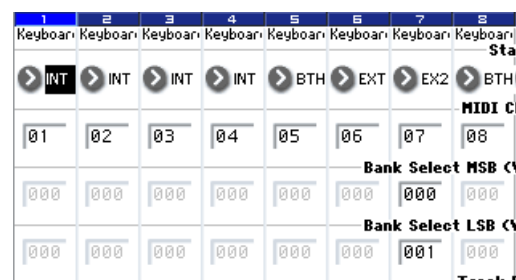 1 2 3 4 5 6 7 8
Keyboar Keyboar Keyboar Keyboar Keyboar Keyboar Keyboar Keyboar
Sta
INT INT INT INT BTH EXT EX2 BTH
MIDI C
01 02 03 04 05 06 07 08
Bank Select MSB (
000 000 000 000 000 000 000 000
Bank Select LSB (
000 000 000 000 000 000 001 000